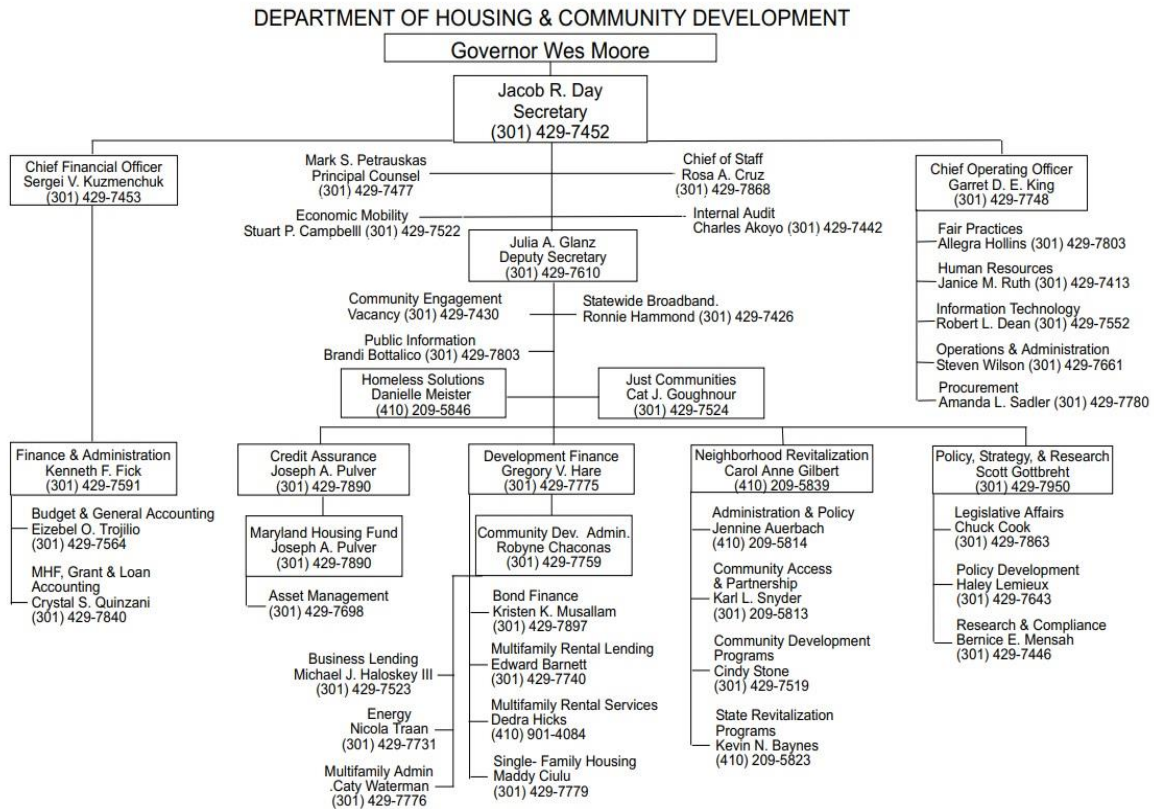 DEPARTMENT OF HOUSING & COMMUNITY DEVELOPMENT
Governor Wes Moore
Jacob R. Day
Secretary
(301) 429-7452
Chief Financial Officer
Sergei V. Kuzmenchuk
(301) 429-7453
Mark S. Petrauskas
Principal Counsel
(301) 429-7477
Chief of Staff
Rosa A. Cruz
(301) 429-7868
Chief Operating Officer
Garret D. E. King
(301) 429-7748
Economic Mobility
Stuart P. Campbelll (301) 429-7522
Internal Audit
Charles Akoyo (301) 429-7442
Julia A. Glanz
Deputy Secretary
(301) 429-7610
Fair Practices
Allegra Hollins (301) 429-7803
Human Resources
Janice M. Ruth (301) 429-7413
Information Technology
Robert L. Dean (301) 429-7552
Operations & Administration
Steven Wilson (301) 429-7661
Procurement
Amanda L. Sadler (301) 429-7780
Community Engagement
Vacancy (301) 429-7430
Statewide Broadband.
Ronnie Hammond (301) 429-7426
Public Information
Brandi Bottalico (301) 429-7803
Homeless Solutions
Danielle Meister
(410) 209-5846
Just Communities
Cat J. Goughnour
(301) 429-7524
Finance & Administration
Kenneth F. Fick
(301) 429-7591
Budget & General Accounting
Eizebel O. Trojilio
(301) 429-7564
MHF, Grant & Loan
Accounting
Crystal S. Quinzani
(301) 429-7840
Credit Assurance
Joseph A. Pulver
(301) 429-7890
Maryland Housing Fund
Joseph A. Pulver
(301) 429-7890
Asset Management
(301) 429-7698
Development Finance
Gregory V. Hare
(301) 429-7775
Community Dev. Admin.
Robyne Chaconas
(301) 429-7759
Business Lending
Michael J. Haloskey III
(301) 429-7523
Energy
Nicola Traan
(301) 429-7731
Multifamily Admin
.Caty Waterman
(301) 429-7776
Bond Finance
Kristen K. Musallam
(301) 429-7897
Multifamily Rental Lending
Edward Barnett
(301) 429-7740
Multifamily Rental Services
Dedra Hicks
(410) 901-4084
Single- Family Housing
Maddy Ciulu
(301) 429-7779
Neighborhood Revitalization
Carol Anne Gilbert
(410) 209-5839
Administration & Policy
Jennine Auerbach
(410) 209-5814
Community Access
& Partnership
Karl L. Snyder
(301) 209-5813
Community Development
Programs
Cindy Stone
(301) 429-7519
State Revitalization
Programs
Kevin N. Baynes
(410) 209-5823
Policy, Strategy, & Research
Scott Gottbreht
(301) 429-7950
Legislative Affairs
Chuck Cook
(301) 429-7863
Policy Development
Haley Lemieux
(301) 429-7643
Research & Compliance
Bernice E. Mensah
(301) 429-7446